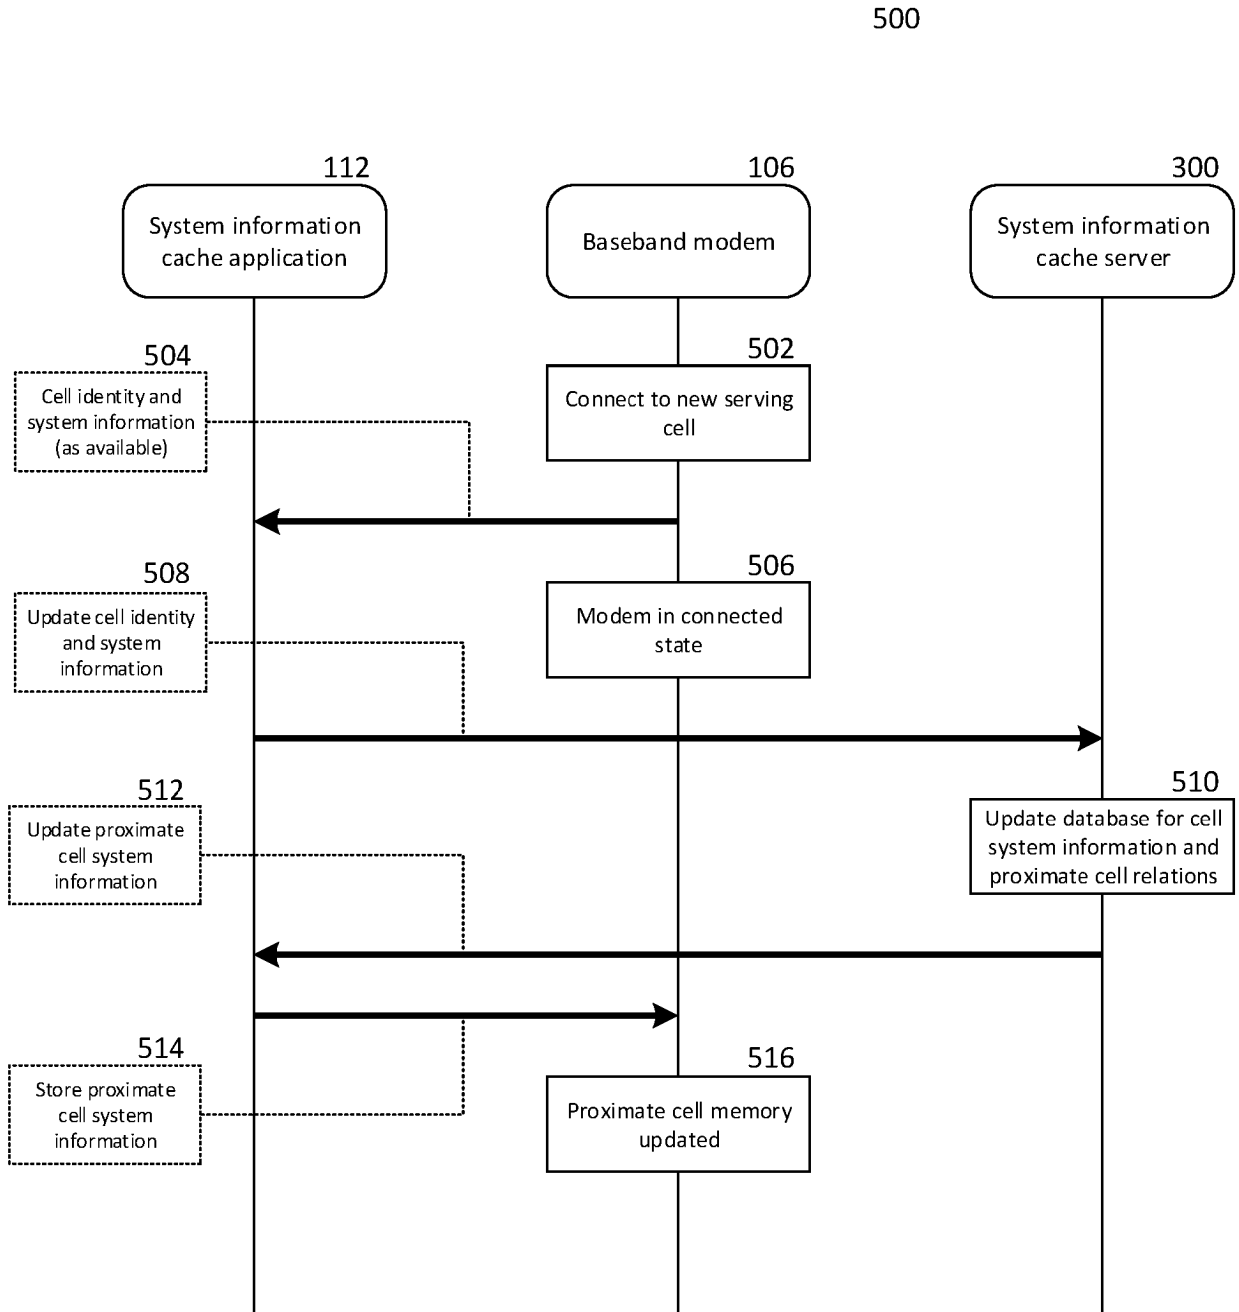 500
112
System information
cache application
106
Baseband modem
300
System information
cache server
504
Cell identity and
system information
(as available)
502
Connect to new serving
cell
508
Update cell identity
and system
information
506
Modem in connected
state
512
Update proximate
cell system
information
510
Update database for cell
system information and
proximate cell relations
514
Store proximate
cell system
information
516
Proximate cell memory
updated